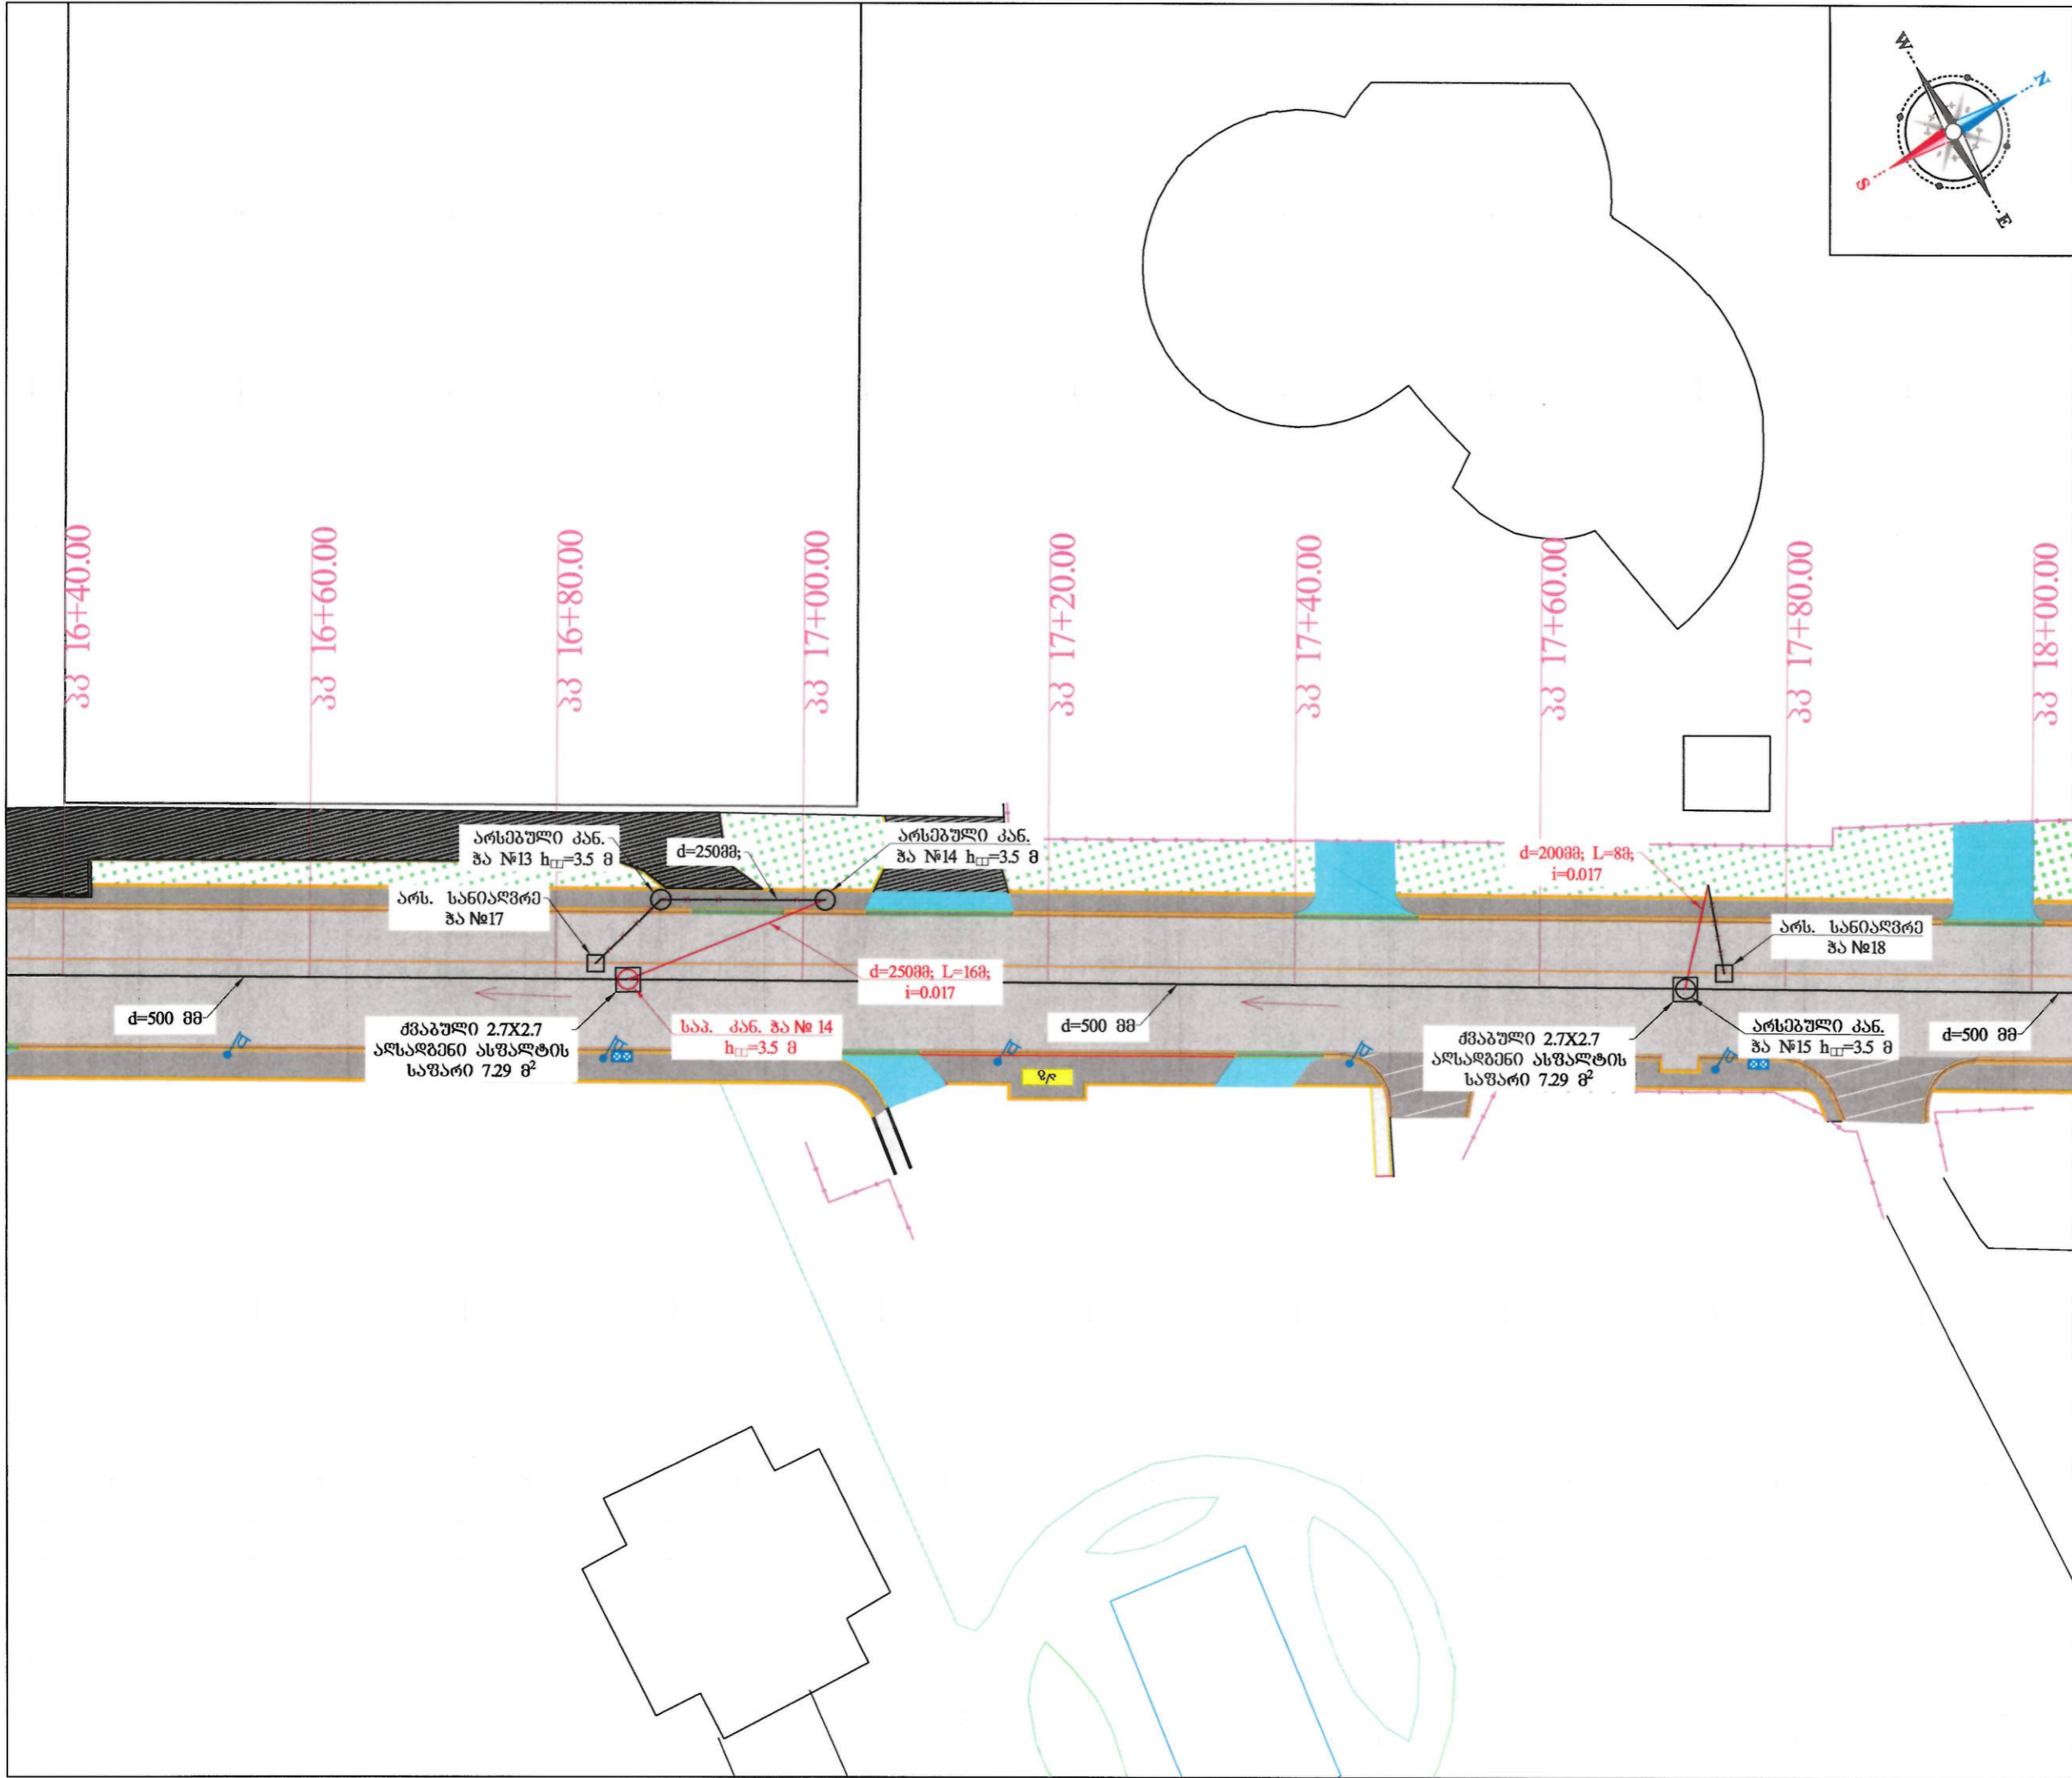 W
N
S
E
პკ 16+40.00
პკ 16+60.00
პკ 16+80.00
პკ 17+00.00
პკ 17+20.00
პკ 17+40.00
პკ 17+60.00
პკ 17+80.00
პკ 18+00.00
არსებული კან.
ჭა №13 h=3.5 მ
d=250მმ;
არსებული კან.
ჭა №14 h=3.5 მ
არს. სანიაღვრე
ჭა №17
d=200მმ; L=8მ;
i=0.017
არს. სანიაღვრე
ჭა №18
d=250მმ; L=16მ;
i=0.017
d=500 მმ
ქვაბული 2.7X2.7
აღსადგენი ასფალტის
საფარი 7.29 მ²
საპ. კან. ჭა № 14
h=3.5 მ
d=500 მმ
ქვაბული 2.7X2.7
აღსადგენი ასფალტის
საფარი 7.29 მ²
არსებული კან.
ჭა №15 h=3.5 მ
d=500 მმ